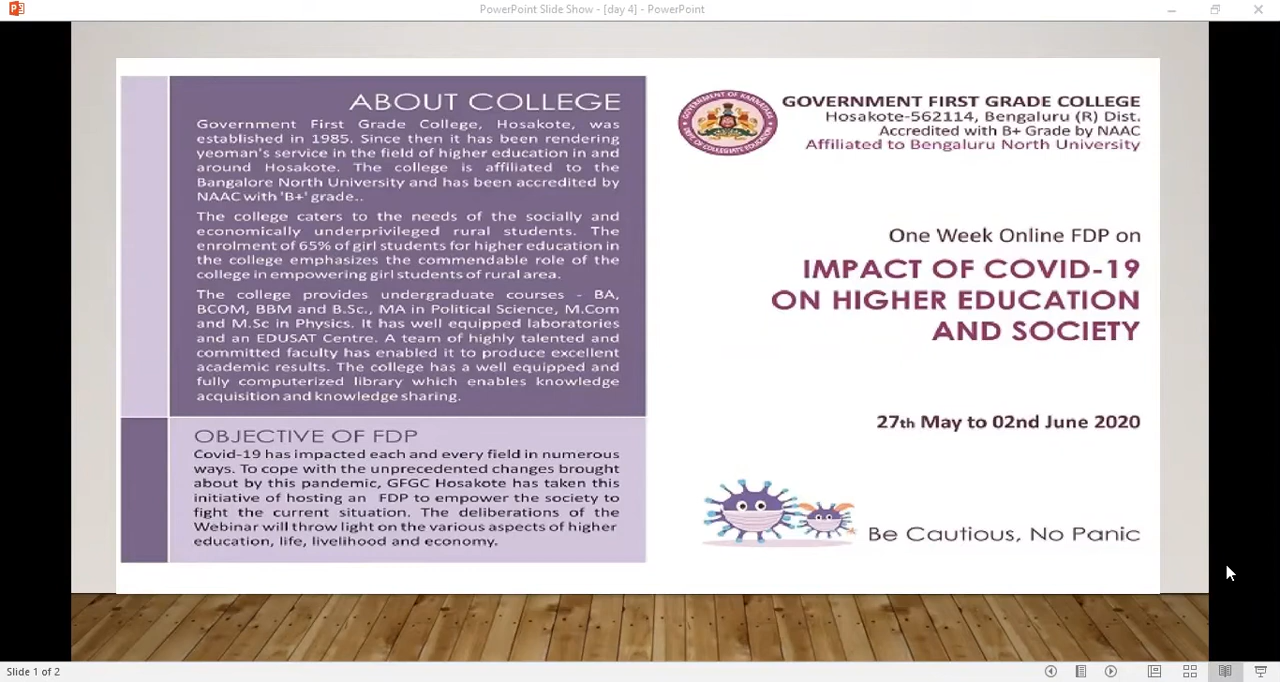 PowerPoint Slide Show - [day 4] - PowerPoint
ABOUT COLLEGE
Government First Grade College, Hosakote, was
established in 1985. Since then it has been rendering
yeoman's service in the field of higher education in and
around Hosakote. The college is affiliated to the
Bangalore North University and has been accredited by
NAAC with 'B+' grade..
The college caters to the needs of the socially and
economically underprivileged rural students. The
enrolment of 65% of girl students for higher education in
the college emphasizes the commendable role of the
college in empowering girl students of rural area.
The college provides undergraduate courses - BA,
BCOM, BBM and B.Sc., MA in Political Science, M.Com
and M.Sc in Physics. It has well equipped laboratories
and an EDUSAT Centre. A team of highly talented and
committed faculty has enabled it to produce excellent
academic results. The college has a well equipped and
fully computerized library which enables knowledge
acquisition and knowledge sharing.
OBJECTIVE OF FDP
Covid-19 has impacted each and every field in numerous
ways. To cope with the unprecedented changes brought
about by this pandemic, GFGC Hosakote has taken this
initiative of hosting an FDP to empower the society to
fight the current situation. The deliberations of the
Webinar will throw light on the various aspects of higher
education, life, livelihood and economy.
GOVERNMENT OF KARNATAKA
DEPT. OF COLLEGIATE EDUCATION
GOVERNMENT FIRST GRADE COLLEGE
Hosakote-562114, Bengaluru (R) Dist.
Accredited with B+ Grade by NAAC
Affiliated to Bengaluru North University
One Week Online FDP on
IMPACT OF COVID-19
ON HIGHER EDUCATION
AND SOCIETY
27th May to 02nd June 2020
Be Cautious, No Panic
Slide 1 of 2